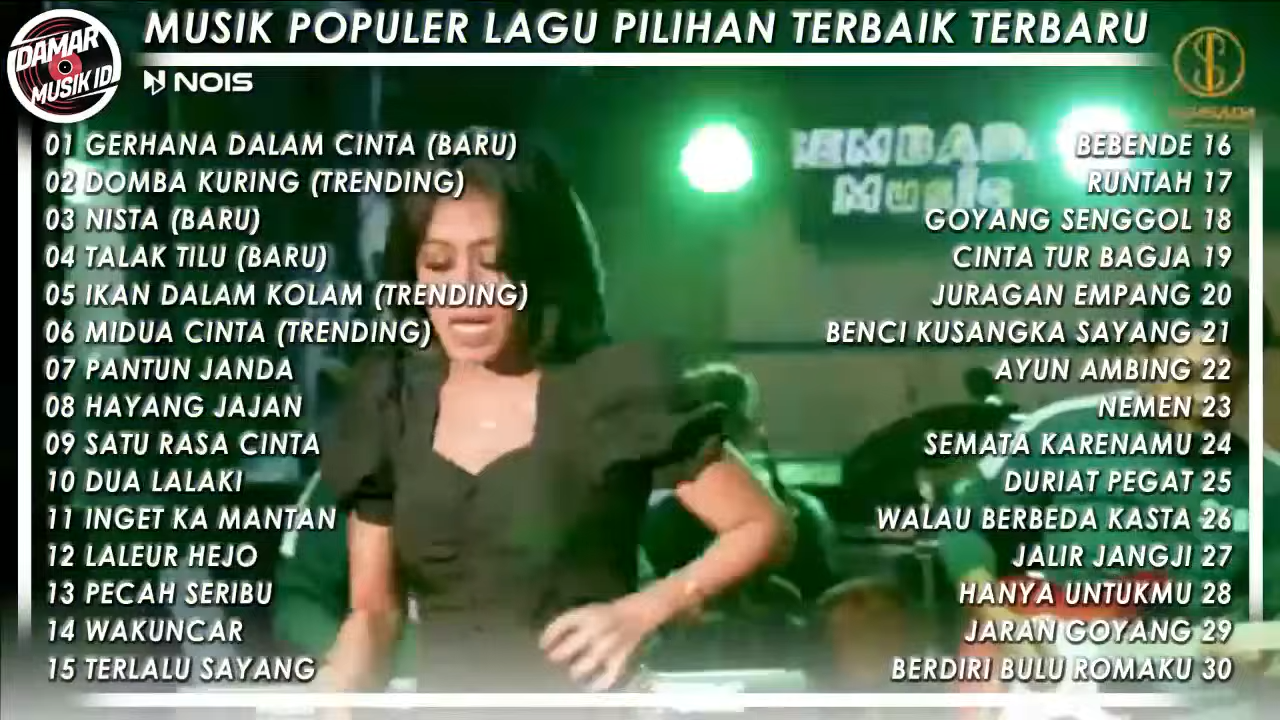 DAMAR
MUSIK ID
MUSIK POPULER LAGU PILIHAN TERBAIK TERBARU
NOIS
01 GERHANA DALAM CINTA (BARU)
02 DOMBA KURING (TRENDING)
03 NISTA (BARU)
04 TALAK TILU (BARU)
05 IKAN DALAM KOLAM (TRENDING)
06 MIDUA CINTA (TRENDING)
07 PANTUN JANDA
08 HAYANG JAJAN
09 SATU RASA CINTA
10 DUA LALAKI
11 INGET KA MANTAN
12 LALEUR HEJO
13 PECAH SERIBU
14 WAKUNCAR
15 TERLALU SAYANG
Music
BEBENDE 16
RUNTAH 17
GOYANG SENGGOL 18
CINTA TUR BAGJA 19
JURAGAN EMPANG 20
BENCI KUSANGKA SAYANG 21
AYUN AMBING 22
NEMEN 23
SEMATA KARENAMU 24
DURIAT PEGAT 25
WALAU BERBEDA KASTA 26
JALIR JANGJI 27
HANYA UNTUKMU 28
JARAN GOYANG 29
BERDIRI BULU ROMAKU 30